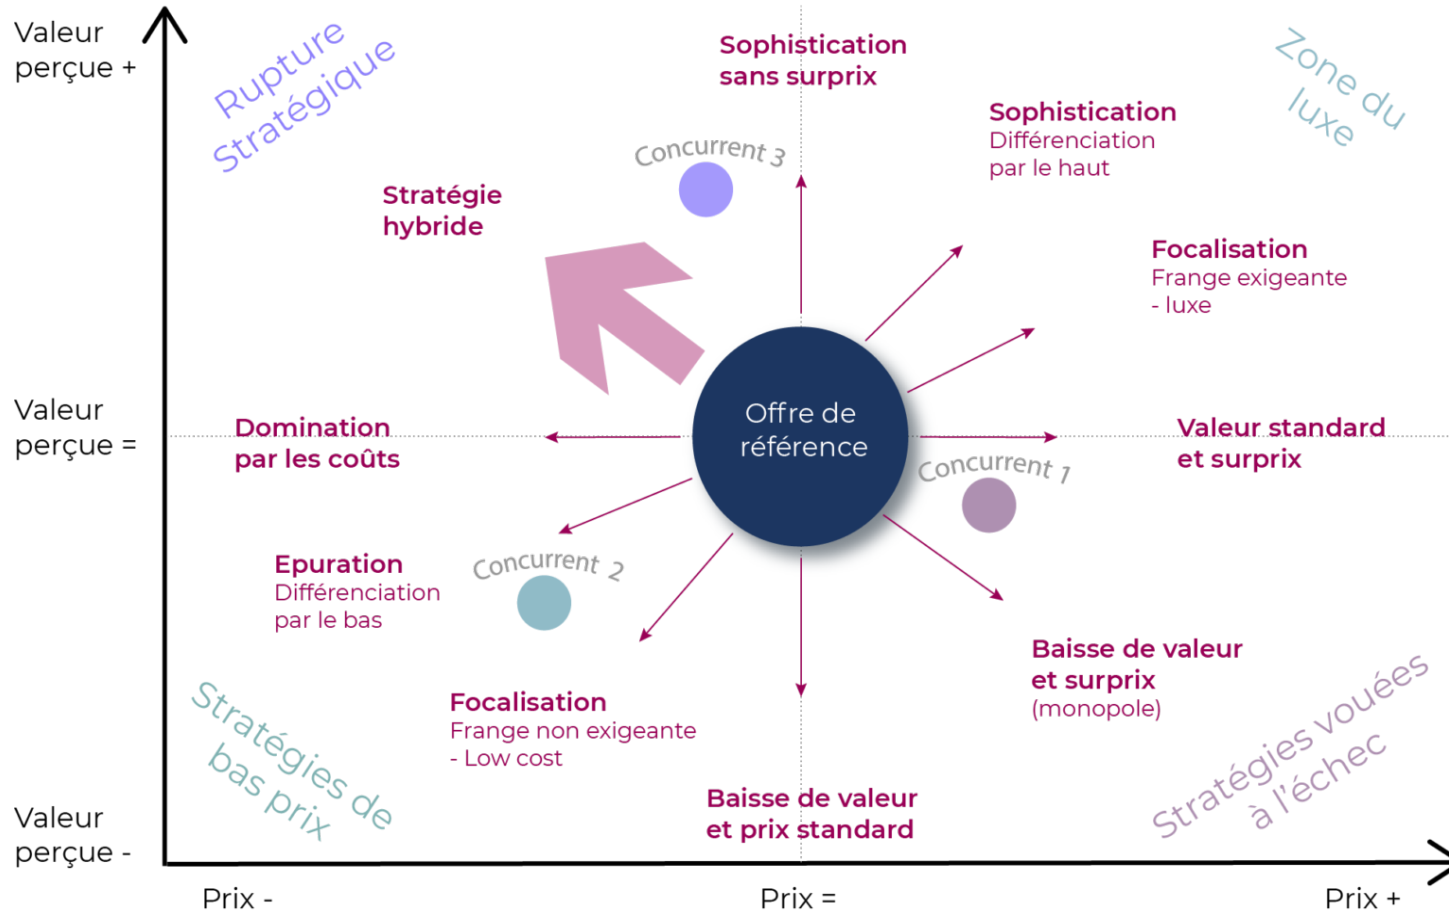 Valeur
perçue +
Rupture
Stratégique
Sophistication
sans surprix
Zone du
luxe
Sophistication
Différenciation
par le haut
Concurrent 3
Stratégie
hybride
Focalisation
Frange exigeante
- luxe
Valeur
perçue =
Domination
par les coûts
Offre de
référence
Valeur standard
et surprix
Concurrent 1
Epuration
Différenciation
par le bas
Concurrent 2
Baisse de valeur
et surprix
(monopole)
Focalisation
Frange non exigeante
- Low cost
Stratégies de
bas prix
Stratégies vouées
à l'échec
Baisse de valeur
et prix standard
Valeur
perçue -
Prix -
Prix =
Prix +